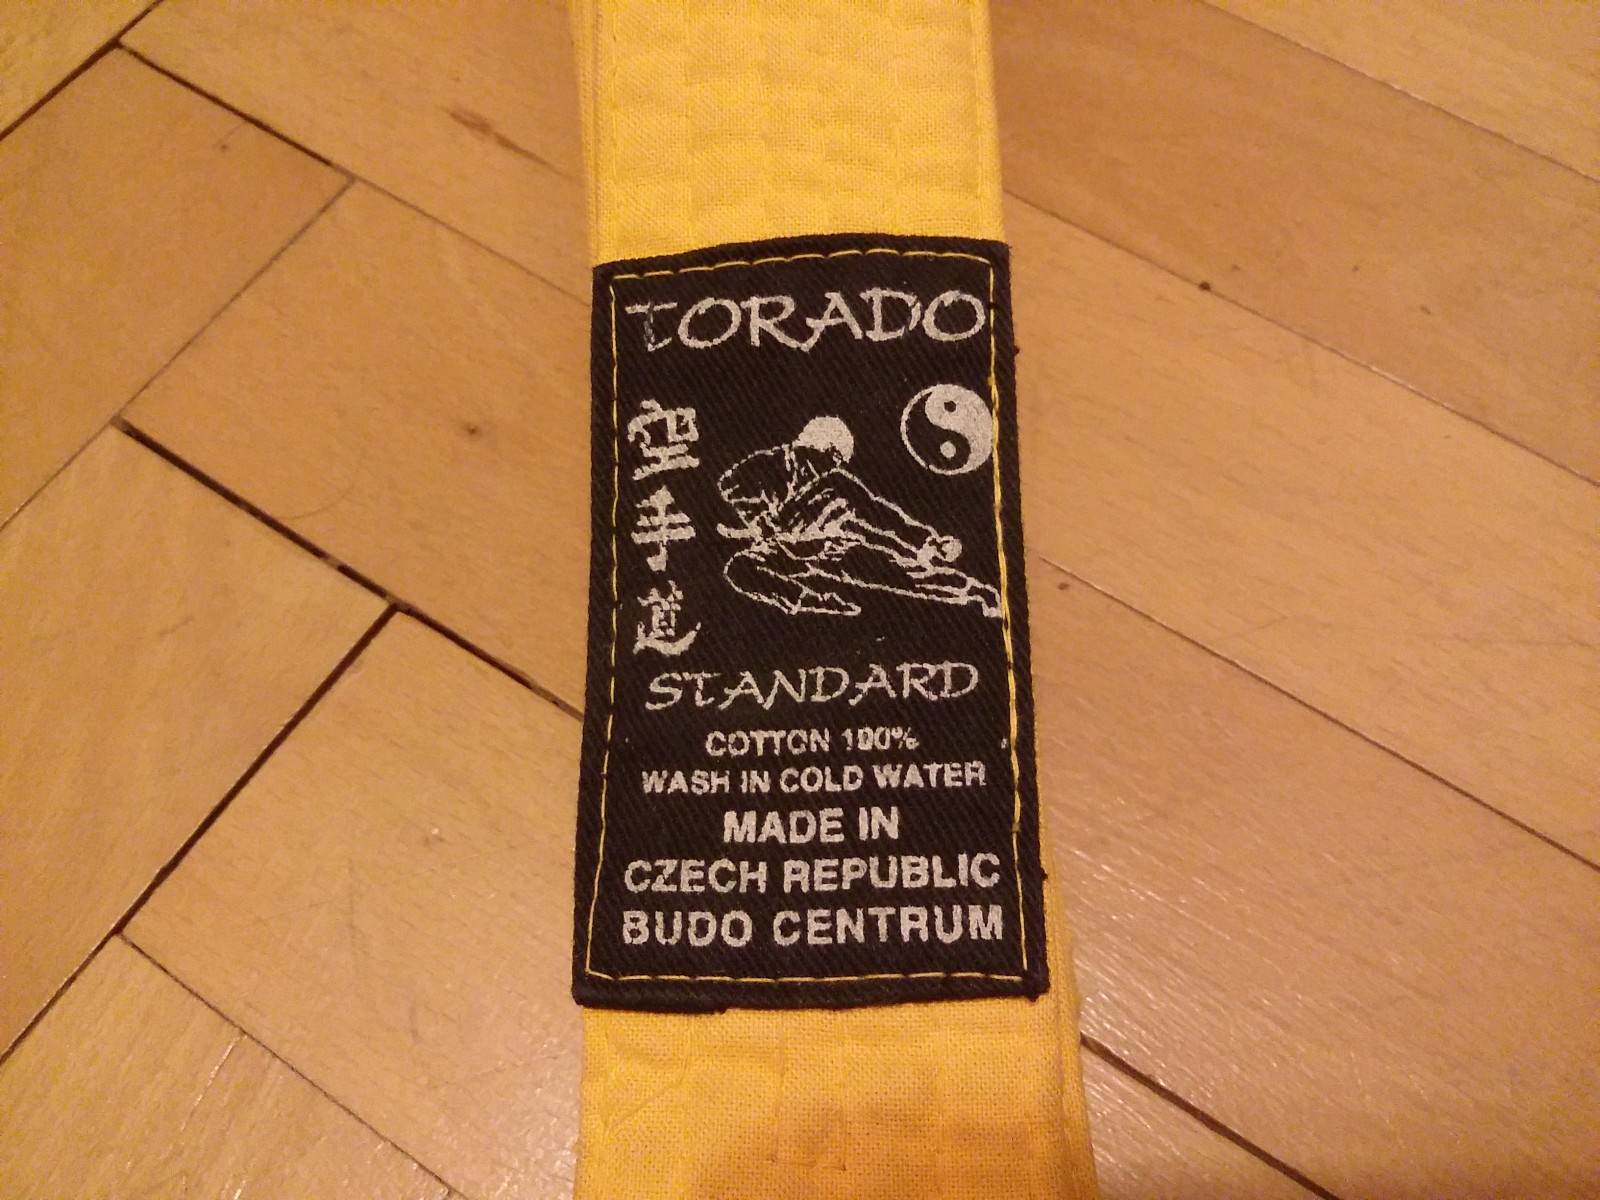 TORADO
空手道
STANDARD
COTTON 100%
WASH IN COLD WATER
MADE IN
CZECH REPUBLIC
BUDO CENTRUM